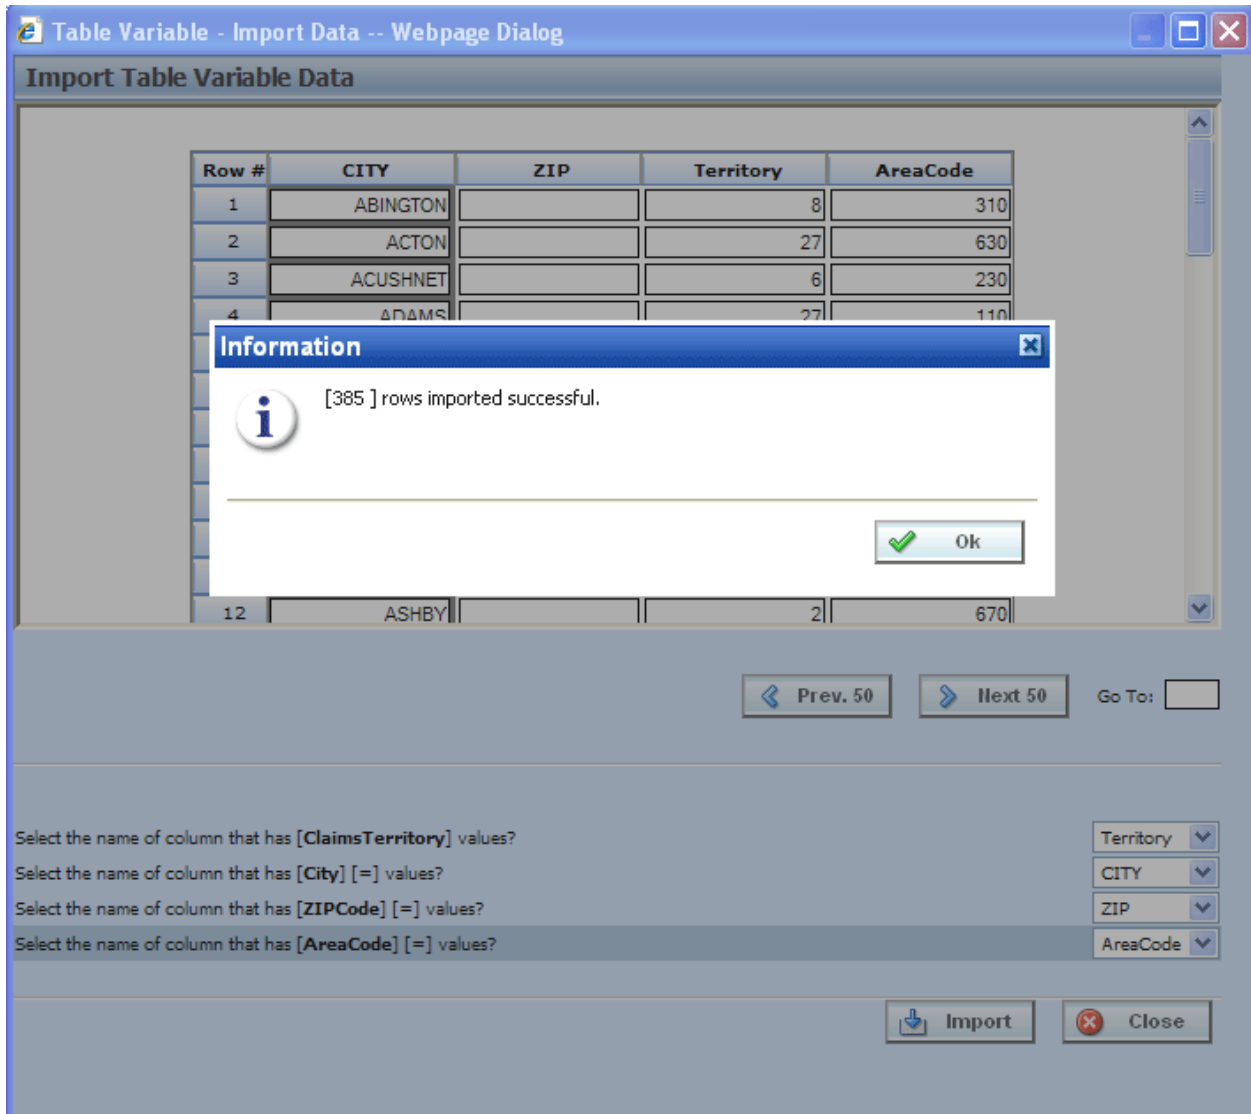 Table Variable - Import Data -- Webpage Dialog
Import Table Variable Data
Row # CITY ZIP Territory AreaCode
1 ABINGTON 8 310
2 ACTON 27 630
3 ACUSHNET 6 230
4 ADAMS 27 110
Information
[385 ] rows imported successful.
Ok
12 ASHBY 2 670
Prev. 50 Next 50 Go To:
Select the name of column that has [ClaimsTerritory] values? Territory
Select the name of column that has [City] [=] values? CITY
Select the name of column that has [ZIPCode] [=] values? ZIP
Select the name of column that has [AreaCode] [=] values? AreaCode
Import Close